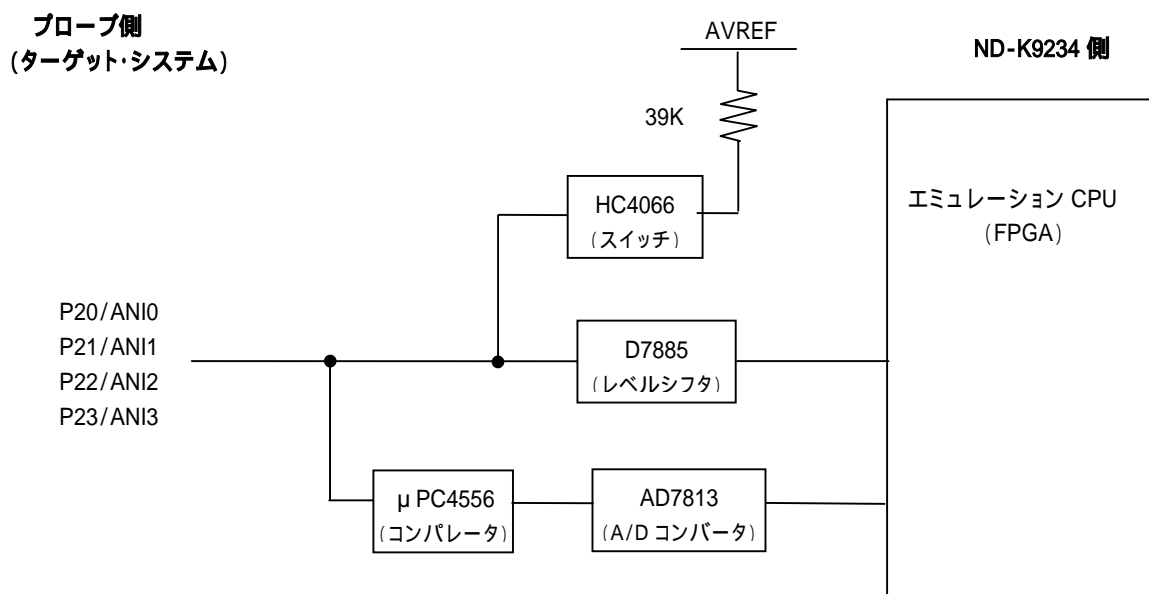 プローブ側
(ターゲット・システム)
AVREF
ND-K9234 側
39K
HC4066
(スイッチ)
エミュレーション CPU
(FPGA)
P20/ANI0
P21/ANI1
P22/ANI2
P23/ANI3
D7885
(レベルシフタ)
μ PC4556
(コンパレータ)
AD7813
(A/D コンバータ)